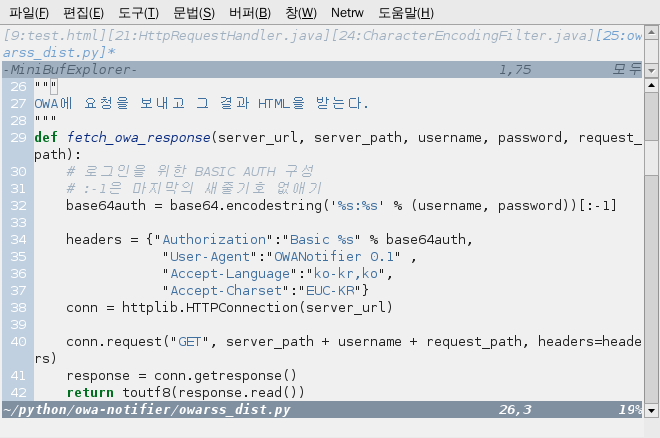 파일(F) 편집(E) 도구(T) 문법(S) 버퍼(B) 창(W) Netrw 도움말(H)
[9:test.html][21:HttpRequestHandler.java][24:CharacterEncodingFilter.java][25:ow
arss_dist.py]*
-MiniBufExplorer- 1,75 모두
26 """
27 OWA에 요청을 보내고 그 결과 HTML을 받는다.
28 """
29 def fetch_owa_response(server_url, server_path, username, password, request_
path):
30 # 로그인을 위한 BASIC AUTH 구성
31 # :-1은 마지막의 새줄기호 없애기
32 base64auth = base64.encodestring('%s:%s' % (username, password))[:-1]
33
34 headers = {"Authorization":"Basic %s" % base64auth,
35 "User-Agent":"OWANotifier 0.1" ,
36 "Accept-Language":"ko-kr,ko",
37 "Accept-Charset":"EUC-KR"}
38 conn = httplib.HTTPConnection(server_url)
39
40 conn.request("GET", server_path + username + request_path, headers=heade
rs)
41 response = conn.getresponse()
42 return toutf8(response.read())
~/python/owa-notifier/owarss_dist.py 26,3 19%